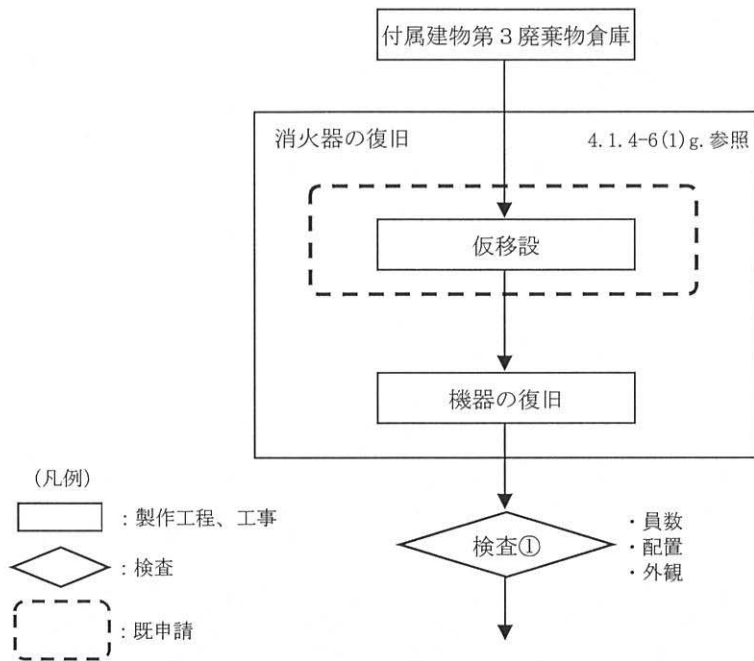 付属建物第３廃棄物倉庫
消火器の復旧
4.1.4-6(1)g.参照
仮移設
機器の復旧
検査①
・員数
・配置
・外観
(凡例)
：製作工程、工事
：検査
：既申請